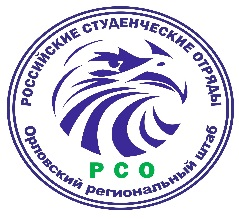 РОССИЙСКИЕ СТУДЕНЧЕСКИЕ ОТРЯДЫ
РСО
Орловский региональный штаб